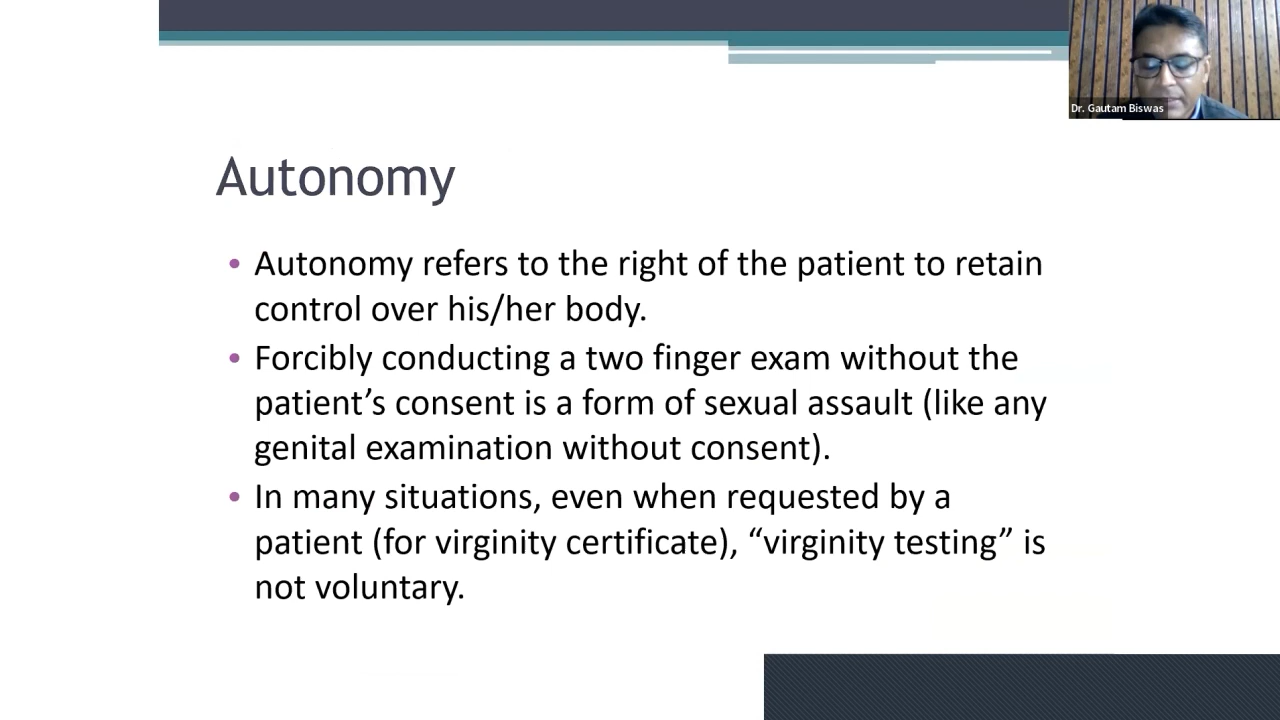 Dr. Gautam Biswas
Autonomy
• Autonomy refers to the right of the patient to retain
control over his/her body.
• Forcibly conducting a two finger exam without the
patient’s consent is a form of sexual assault (like any
genital examination without consent).
• In many situations, even when requested by a
patient (for virginity certificate), “virginity testing” is
not voluntary.